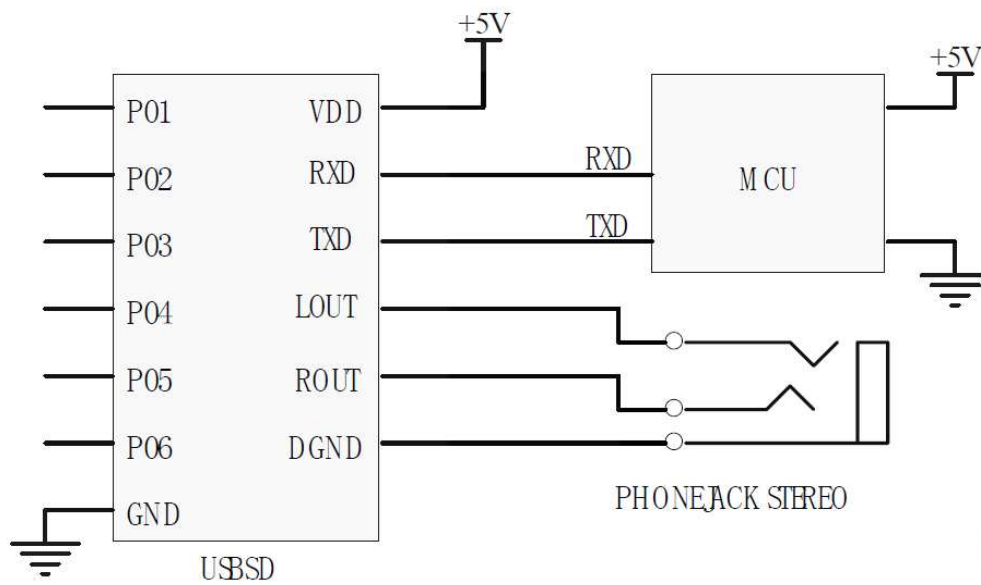 +5V
+5V
P01
VDD
P02
RXD
RXD
MCU
P03
TXD
TXD
P04
LOUT
P05
ROUT
P06
DGND
GND
PHONEJACK STEREO
USBSD